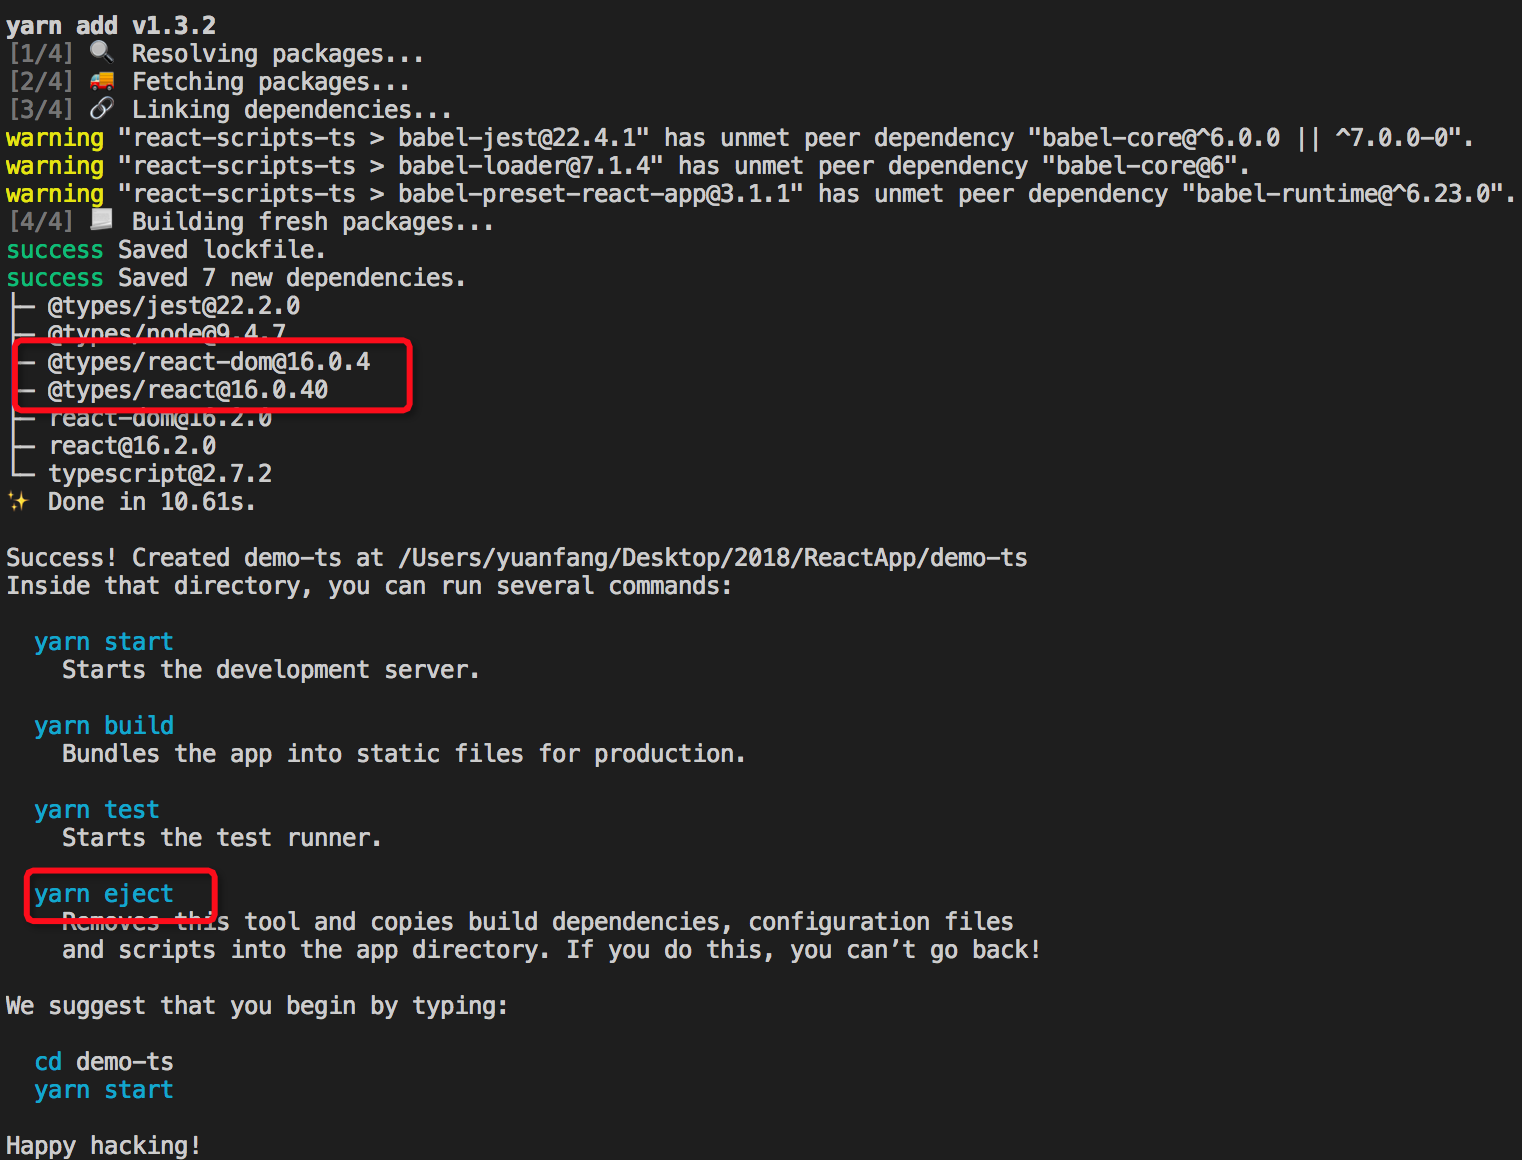 yarn add v1.3.2
[1/4] 🔍 Resolving packages...
[2/4] 🚚 Fetching packages...
[3/4] 🔗 Linking dependencies...
warning "react-scripts-ts > babel-jest@22.4.1" has unmet peer dependency "babel-core@^6.0.0 || ^7.0.0-0".
warning "react-scripts-ts > babel-loader@7.1.4" has unmet peer dependency "babel-core@6".
warning "react-scripts-ts > babel-preset-react-app@3.1.1" has unmet peer dependency "babel-runtime@^6.23.0".
[4/4] 📃 Building fresh packages...
success Saved lockfile.
success Saved 7 new dependencies.
├─ @types/jest@22.2.0
├─ @types/node@9.4.7
├─ @types/react-dom@16.0.4
├─ @types/react@16.0.40
├─ react-dom@16.2.0
├─ react@16.2.0
└─ typescript@2.7.2
✨ Done in 10.61s.
Success! Created demo-ts at /Users/yuanfang/Desktop/2018/ReactApp/demo-ts
Inside that directory, you can run several commands:
yarn start
Starts the development server.
yarn build
Bundles the app into static files for production.
yarn test
Starts the test runner.
yarn eject
Removes this tool and copies build dependencies, configuration files
and scripts into the app directory. If you do this, you can’t go back!
We suggest that you begin by typing:
cd demo-ts
yarn start
Happy hacking!